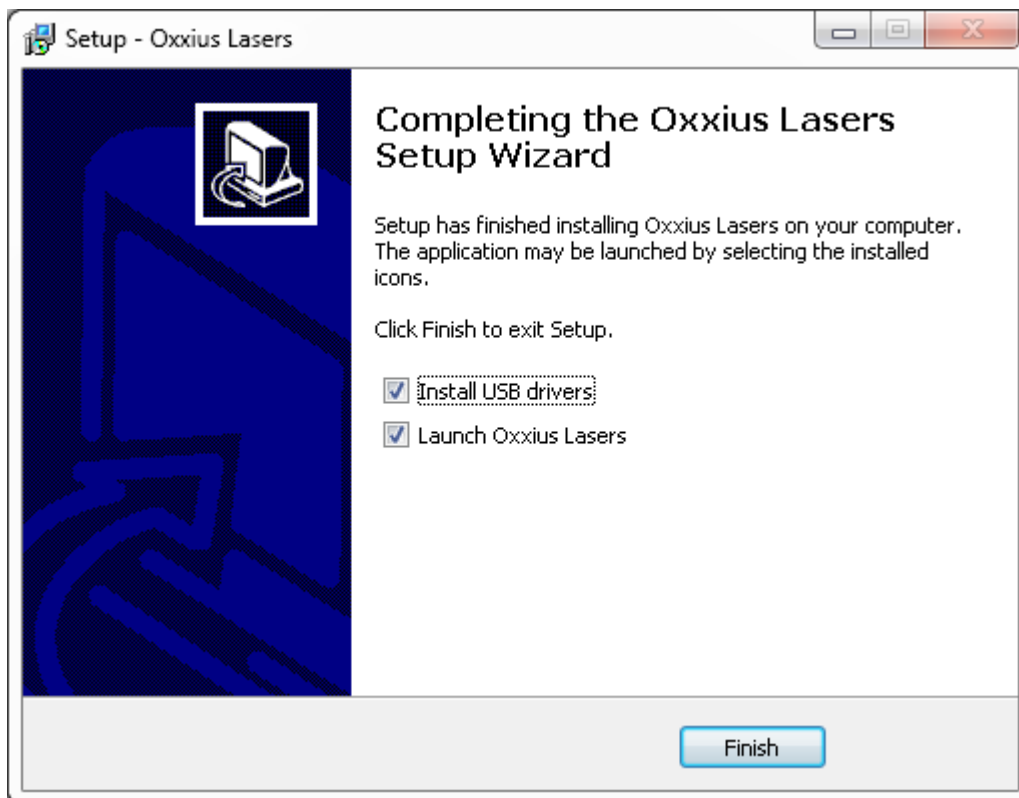 Setup - Oxxius Lasers
Completing the Oxxius Lasers
Setup Wizard
Setup has finished installing Oxxius Lasers on your computer.
The application may be launched by selecting the installed
icons.
Click Finish to exit Setup.
Install USB drivers
Launch Oxxius Lasers
Finish